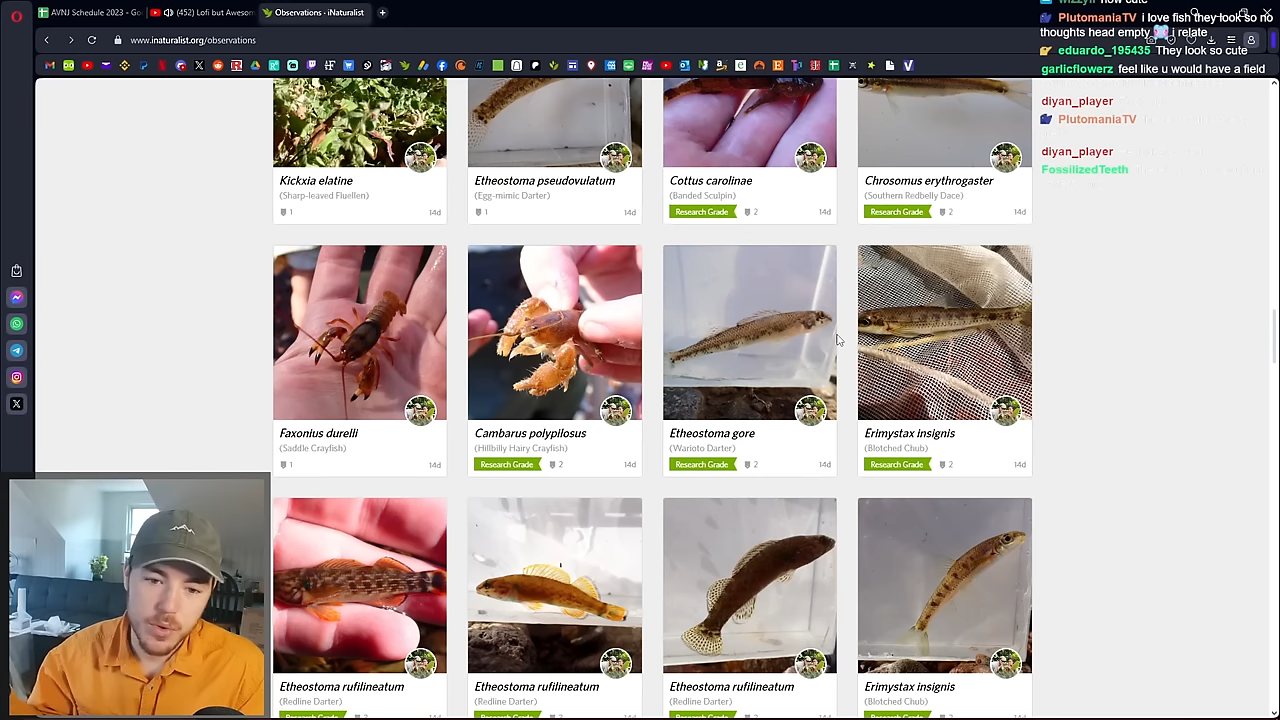 AVNJ Schedule 2023 - Go
(452) Lofi but Awesom
Observations - iNaturalist
www.inaturalist.org/observations
PlutomaniaTV i love fish they look so no
thoughts head empty i relate
eduardo_195435 They look so cute
garlicflowerz feel like u would have a field
diyan_player
PlutomaniaTV
diyan_player
FossilizedTeeth
Kickxia elatine
(Sharp-leaved Fluellen)
1 14d
Etheostoma pseudovulatum
(Egg-mimic Darter)
1 14d
Cottus carolinae
(Banded Sculpin)
Research Grade 2 14d
Chrosomus erythrogaster
(Southern Redbelly Dace)
Research Grade 2 14d
Faxonius durelli
(Saddle Crayfish)
1 14d
Cambarus polypilosus
(Hillbilly Hairy Crayfish)
Research Grade 2 14d
Etheostoma gore
(Warioto Darter)
Research Grade 2 14d
Erimystax insignis
(Blotched Chub)
Research Grade 2 14d
Etheostoma rufilineatum
(Redline Darter)
Etheostoma rufilineatum
(Redline Darter)
Etheostoma rufilineatum
(Redline Darter)
Erimystax insignis
(Blotched Chub)